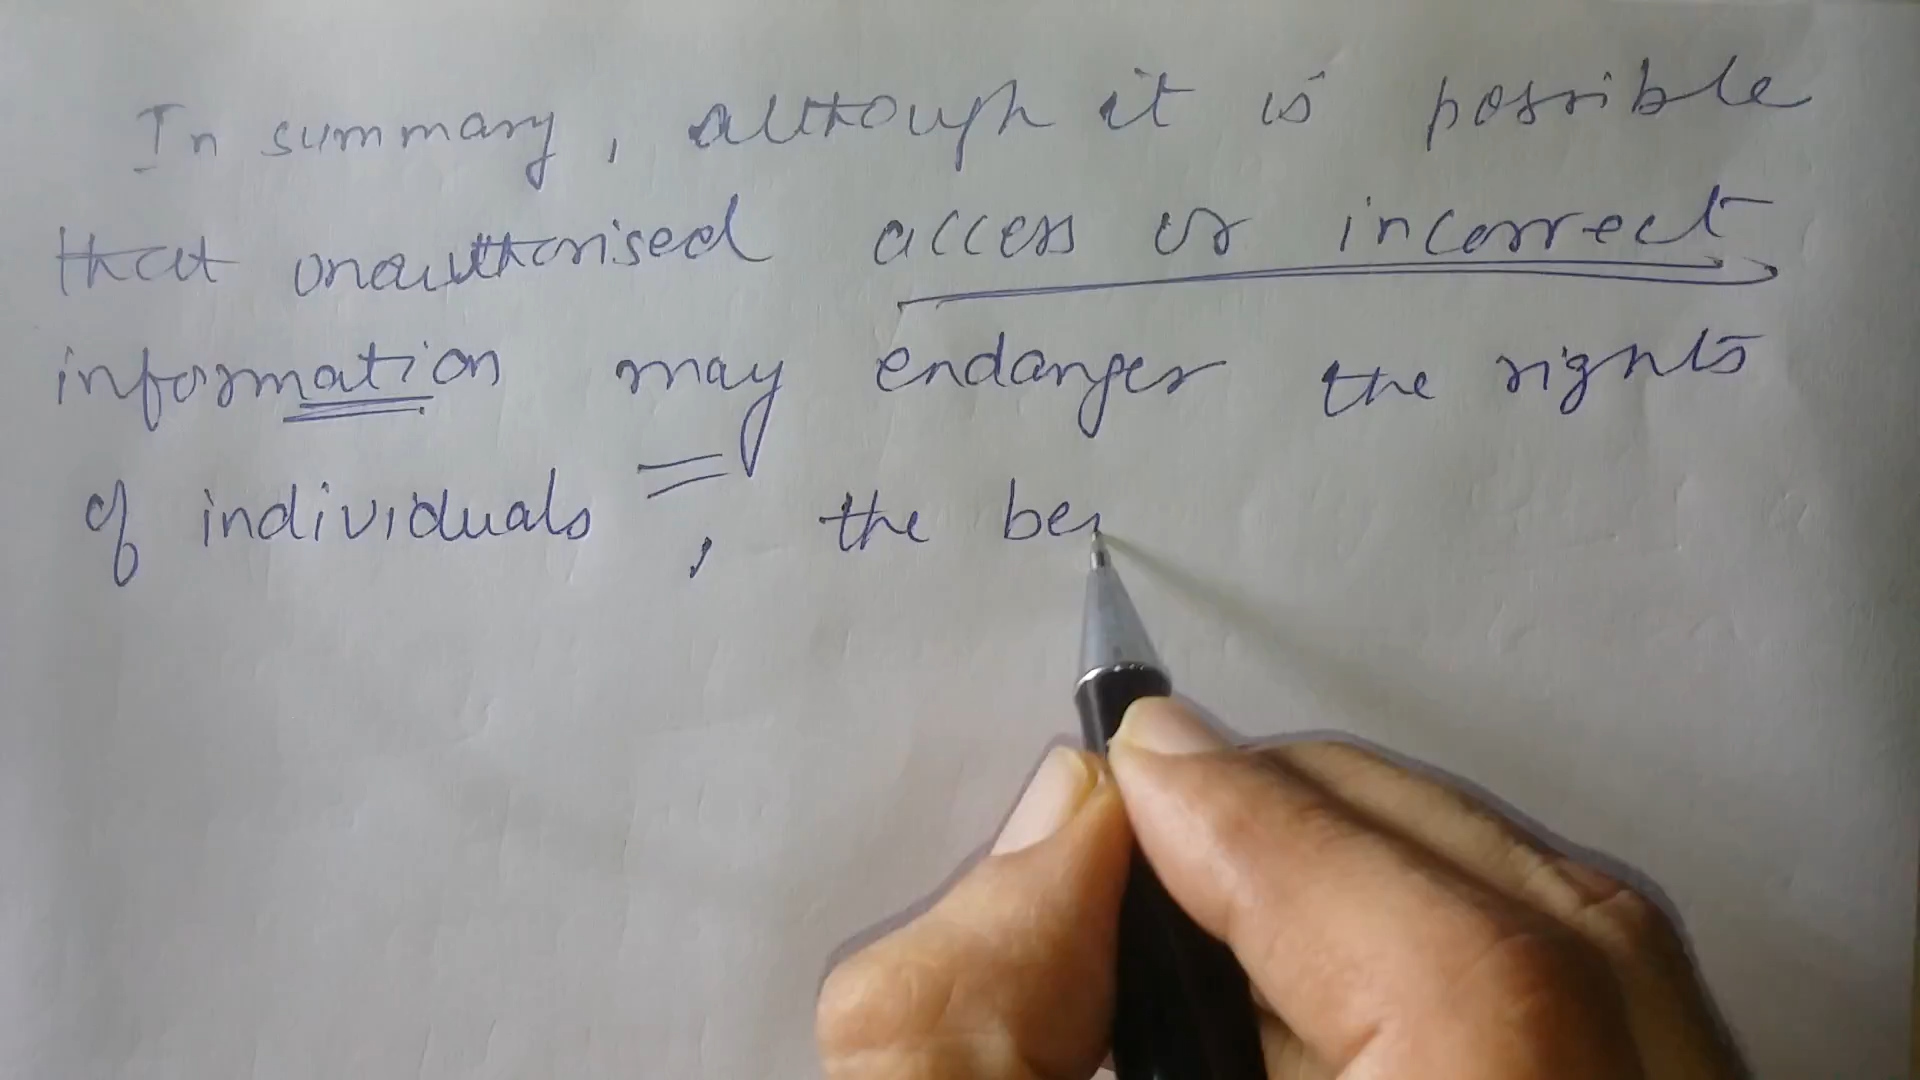 In summary, although it is possible
that unauthorised access or incorrect
information may endanger the rights
of individuals, the be